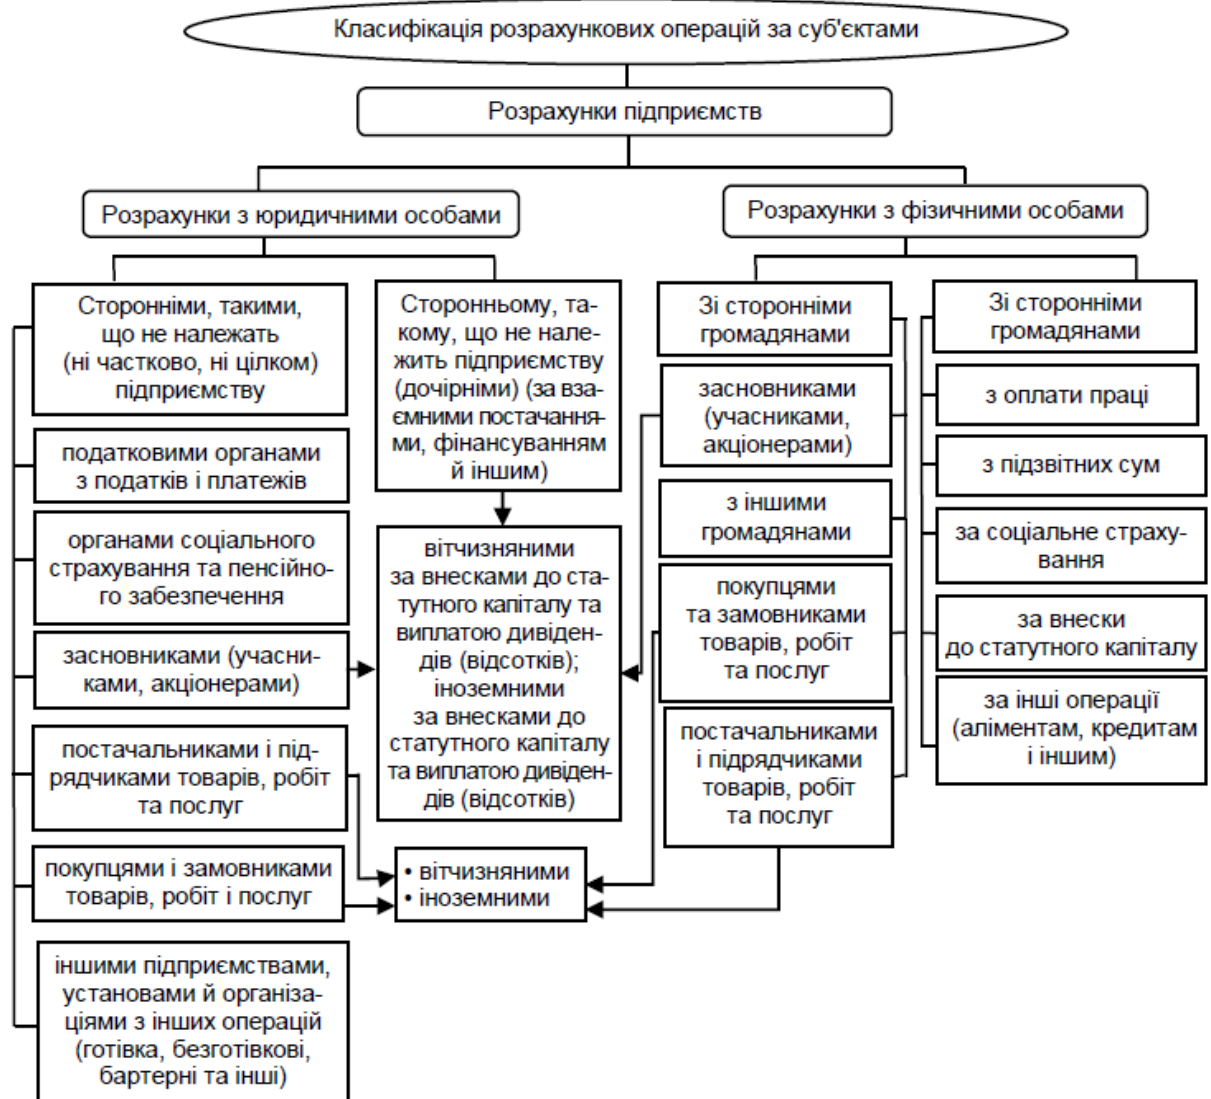 Класифікація розрахункових операцій за суб'єктами
Розрахунки підприємств
Розрахунки з юридичними особами
Розрахунки з фізичними особами
Сторонніми, такими,
що не належать
(ні частково, ні цілком)
підприємству
податковими органами
з податків і платежів
органами соціального
страхування та пенсійно-
го забезпечення
засновниками (учасни-
ками, акціонерами)
постачальниками і під-
рядчиками товарів, робіт
та послуг
покупцями і замовниками
товарів, робіт і послуг
іншими підприємствами,
установами й організа-
ціями з інших операцій
(готівка, безготівкові,
бартерні та інші)
Сторонньому, та-
кому, що не нале-
жить підприємству
(дочірніми) (за вза-
ємними постачання-
ми, фінансуванням
й іншим)
вітчизняними
за внесками до ста-
тутного капіталу та
виплатою дивіден-
дів (відсотків);
іноземними
за внесками до
статутного капіталу
та виплатою дивіден-
дів (відсотків)
• вітчизняними
• іноземними
Зі сторонніми
громадянами
засновниками
(учасниками,
акціонерами)
з іншими
громадянами
покупцями
та замовниками
товарів, робіт
та послуг
постачальниками
і підрядчиками
товарів, робіт
та послуг
Зі сторонніми
громадянами
з оплати праці
з підзвітних сум
за соціальне страху-
вання
за внески
до статутного капіталу
за інші операції
(аліментам, кредитам
і іншим)